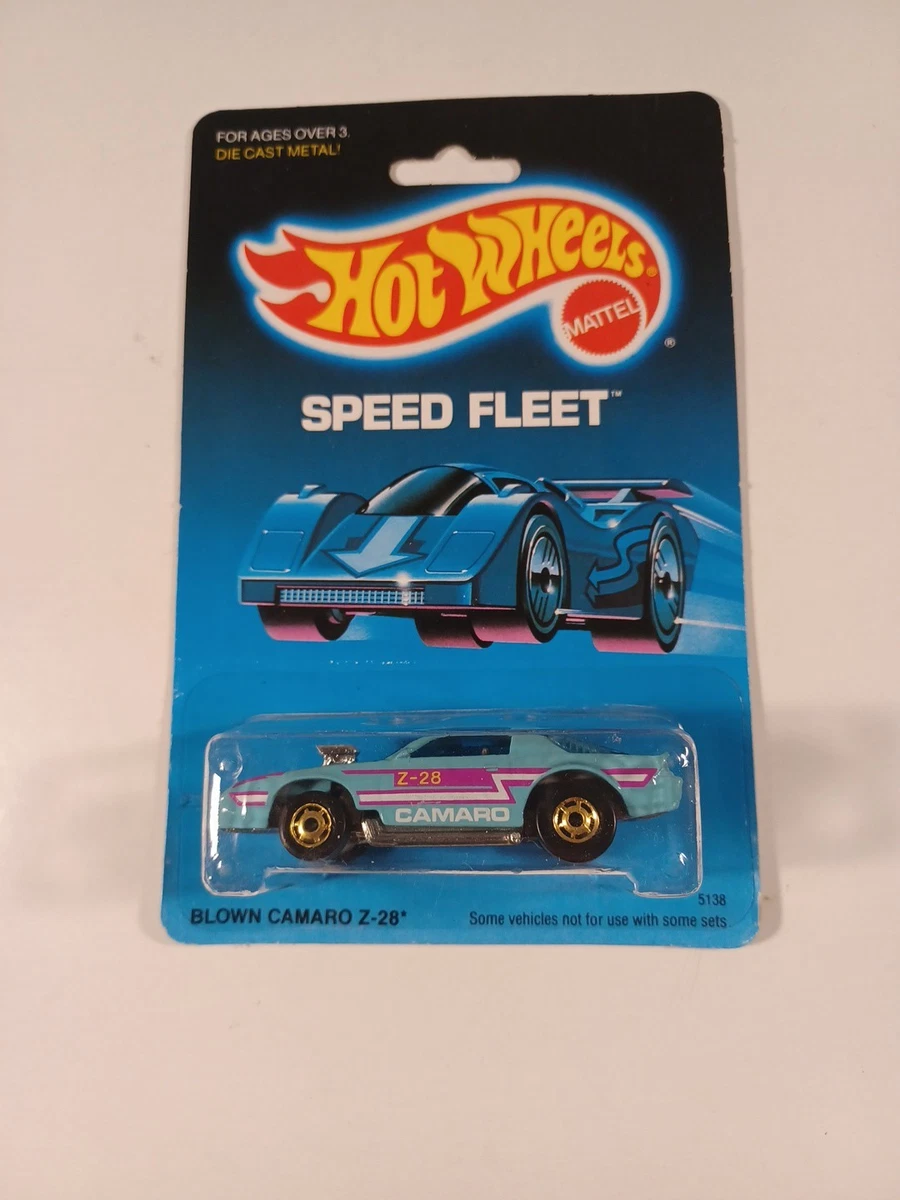 FOR AGES OVER 3.
DIE CAST METAL!
HOT WHEELS®
MATTEL
®
SPEED FLEET™
Z-28
CAMARO
5138
BLOWN CAMARO Z-28*
Some vehicles not for use with some sets.